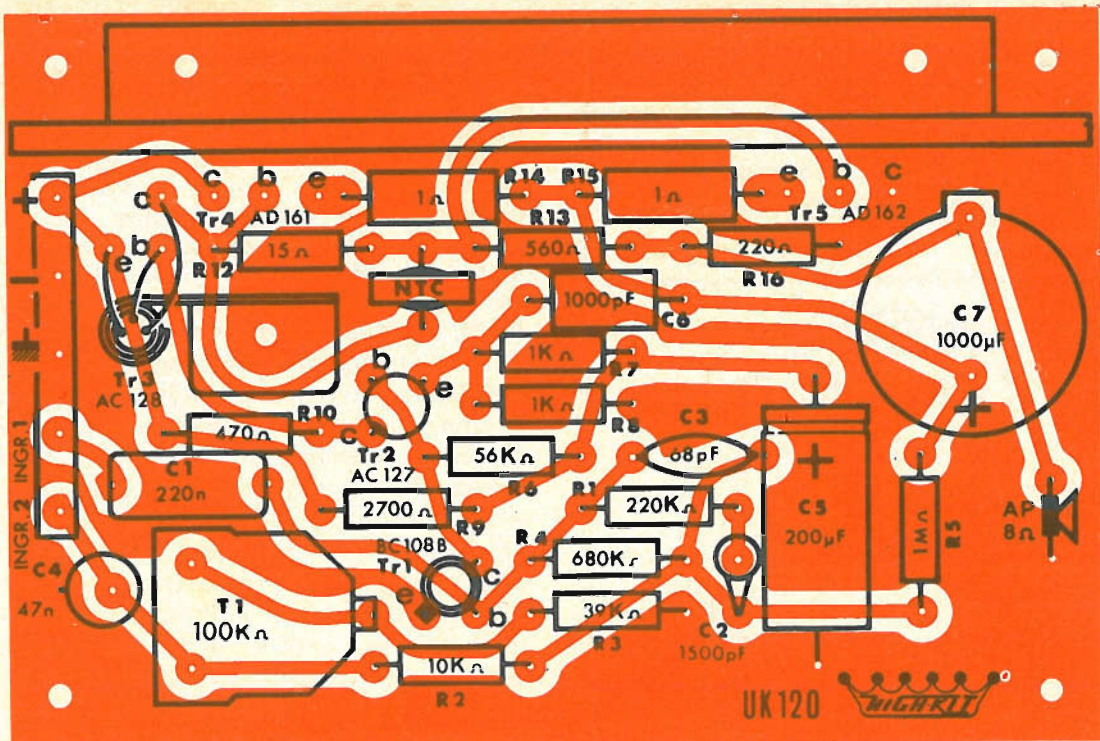 c b e 1Ω R14 R15 1Ω e b c
+ c Tr4 AD161 R13 Tr5 AD162
e b R12 15Ω 560Ω 220Ω
NTC R16
1000pF C6 C7
1000µF
Tr3 b e 1KΩ R7
AC128 +
1KΩ
R10 C3
INGR.1 470Ω c R8
Tr2 56KΩ 68pF +
C1 AC127 R6 R1
220n
INGR.2 2700Ω R9 220KΩ C5 1MΩ R5 AP
200µF 8Ω
BC108B R4
C4 Tr1 c 680KΩ
47n e
T1 b 39KΩ
100KΩ R3 C2
10KΩ 1500pF
R2 UK120 HIGH-KIT